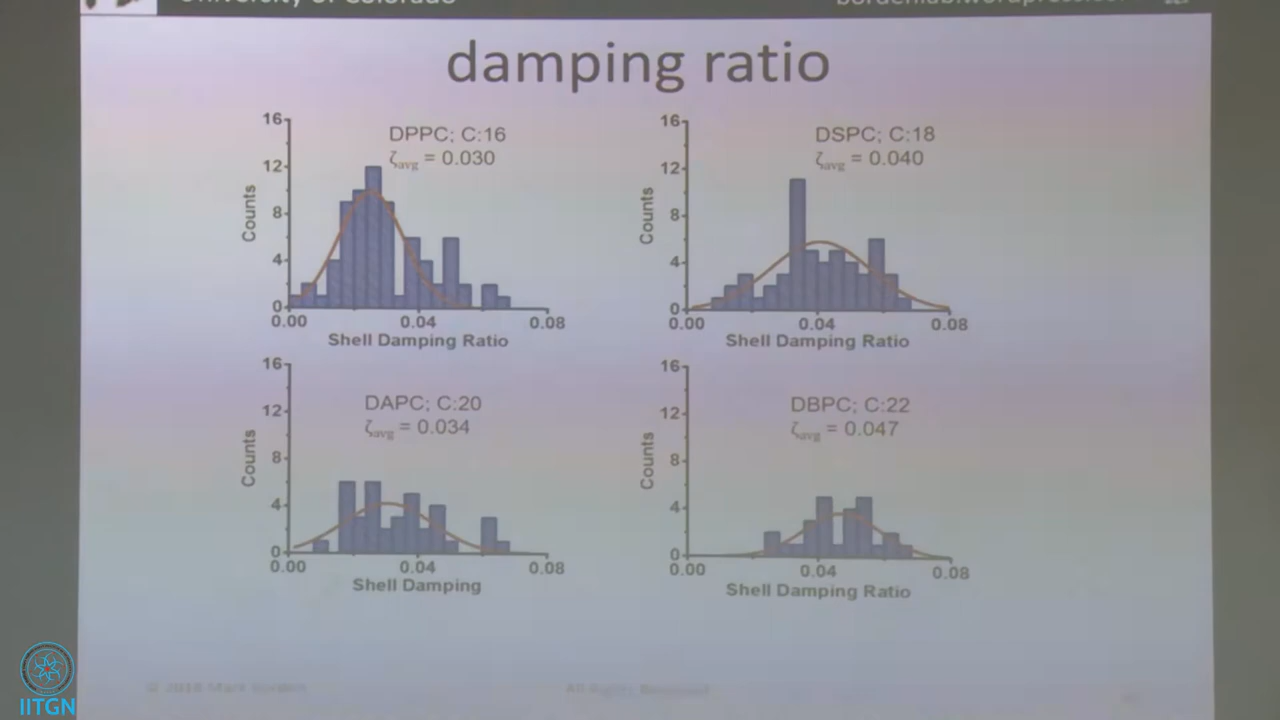 University of Colorado
damping ratio
DPPC; C:16
ζavg = 0.030
Counts
16
12
8
4
0
0.00 0.04 0.08
Shell Damping Ratio
DSPC; C:18
ζavg = 0.040
Counts
16
12
8
4
0
0.00 0.04 0.08
Shell Damping Ratio
DAPC; C:20
ζavg = 0.034
Counts
16
12
8
4
0
0.00 0.04 0.08
Shell Damping
DBPC; C:22
ζavg = 0.047
Counts
16
12
8
4
0
0.00 0.04 0.08
Shell Damping Ratio
All Rights Reserved
IITGN